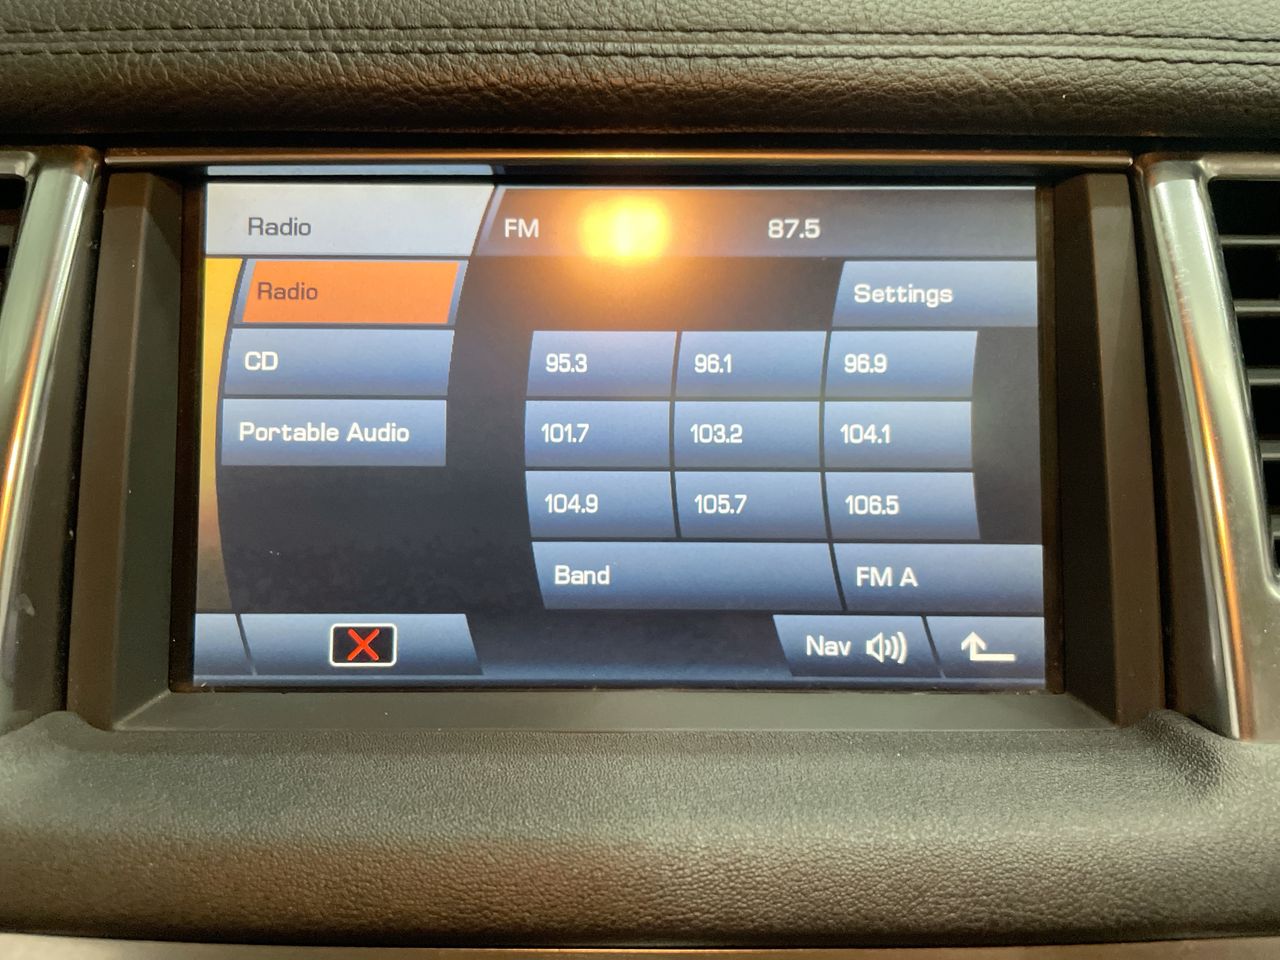 Radio
FM
87.5
Radio
Settings
CD
95.3
96.1
96.9
Portable Audio
101.7
103.2
104.1
104.9
105.7
106.5
Band
FM A
Nav